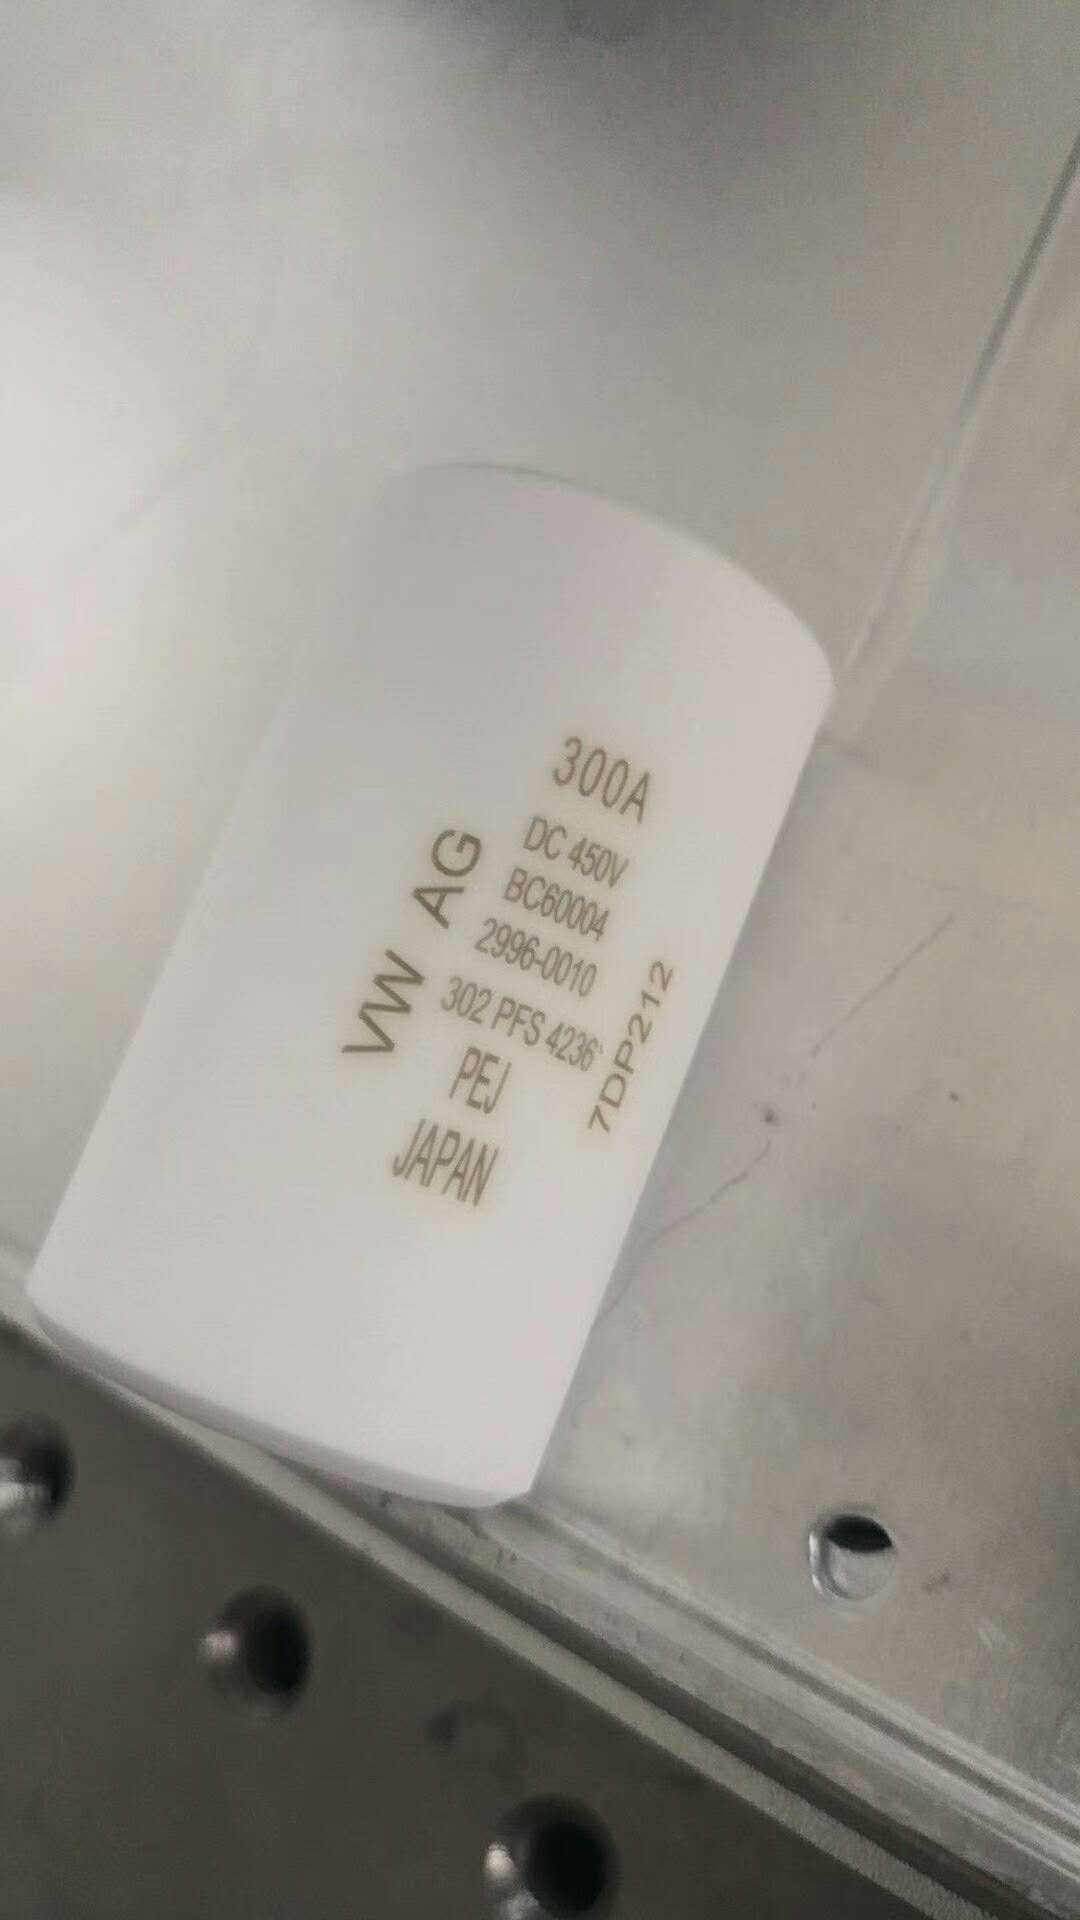 300A
DC 450V
BC60004
2996-0010
302 PFS 4236
PEJ
JAPAN
VW AG
7DP212